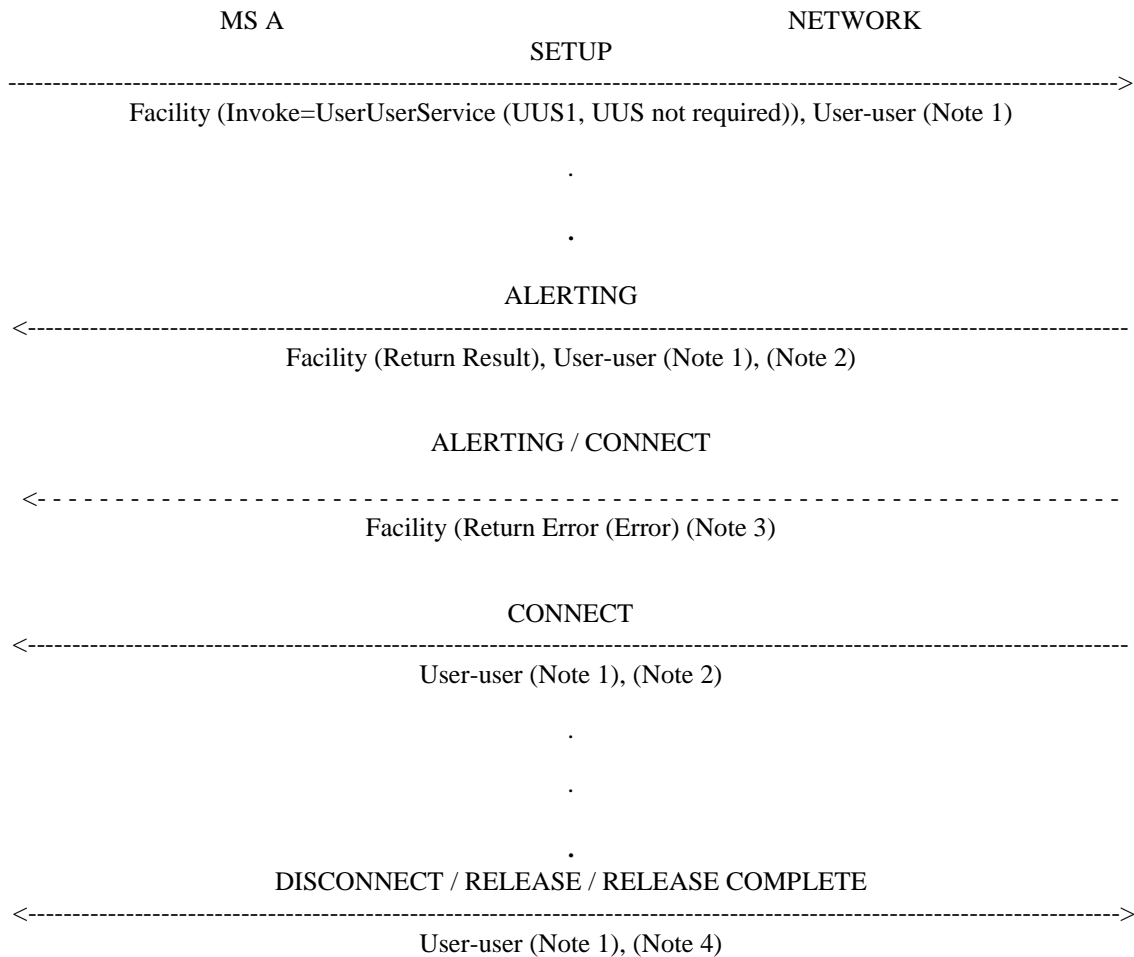 MS A NETWORK
SETUP
------------------------------------------------------------------------------------------------------------------------------>
Facility (Invoke=UserUserService (UUS1, UUS not required)), User-user (Note 1)
.
.
ALERTING
<------------------------------------------------------------------------------------------------------------------------------
Facility (Return Result), User-user (Note 1), (Note 2)
ALERTING / CONNECT
<- - - - - - - - - - - - - - - - - - - - - - - - - - - - - - - - - - - - - - - - - - - - - - - - - - - - - - - - - - - - - - - - - - - - - -
Facility (Return Error (Error) (Note 3)
CONNECT
<------------------------------------------------------------------------------------------------------------------------------
User-user (Note 1), (Note 2)
.
.
.
DISCONNECT / RELEASE / RELEASE COMPLETE
<----------------------------------------------------------------------------------------------------------------------------->
User-user (Note 1), (Note 4)